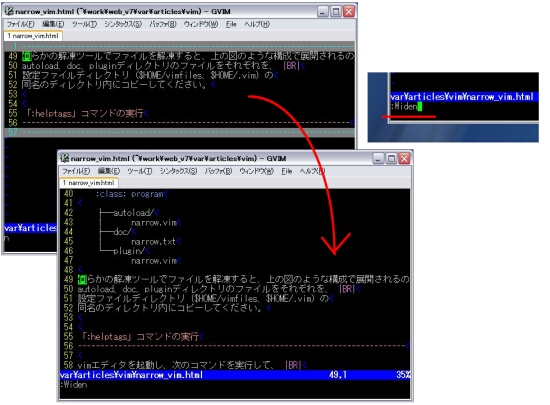 narrow_vim.html (~¥work¥web_v7¥var¥articles¥vim) - GVIM
ファイル(F) 編集(E) ツール(T) シンタックス(S) バッファ(B) ウィンドウ(W) File ヘルプ(H)
1 narrow_vim.html
49 何らかの解凍ツールでファイルを解凍すると、上の図のような構成で展開されるの
50 autoload, doc, pluginディレクトリのファイルをそれぞれを、 |BR|<
51 設定ファイルディレクトリ ($HOME/vimfiles, $HOME/.vim) の<
52 同名のディレクトリ内にコピーしてください。<
53 <
54 <
55 「:helptags」コマンドの実行<
56 --------------------------------<
57
var¥articles
n
var¥articles¥vim¥narrow_vim.html
:Widen
narrow_vim.html (~¥work¥web_v7¥var¥articles¥vim) - GVIM
ファイル(F) 編集(E) ツール(T) シンタックス(S) バッファ(B) ウィンドウ(W) File ヘルプ(H)
1 narrow_vim.html
40 :class: program<
41 <
42 ├──autoload/<
43 │ narrow.vim<
44 ├──doc/<
45 │ narrow.txt<
46 └──plugin/<
47 narrow.vim<
48 <
49 何らかの解凍ツールでファイルを解凍すると、上の図のような構成で展開されるの
50 autoload, doc, pluginディレクトリのファイルをそれぞれを、 |BR|<
51 設定ファイルディレクトリ ($HOME/vimfiles, $HOME/.vim) の<
52 同名のディレクトリ内にコピーしてください。<
53 <
54 <
55 「:helptags」コマンドの実行<
56 --------------------------------<
57 <
58 vimエディタを起動し、次のコマンドを実行して、 |BR|<
var¥articles¥vim¥narrow_vim.html 49,1 35%
:Widen